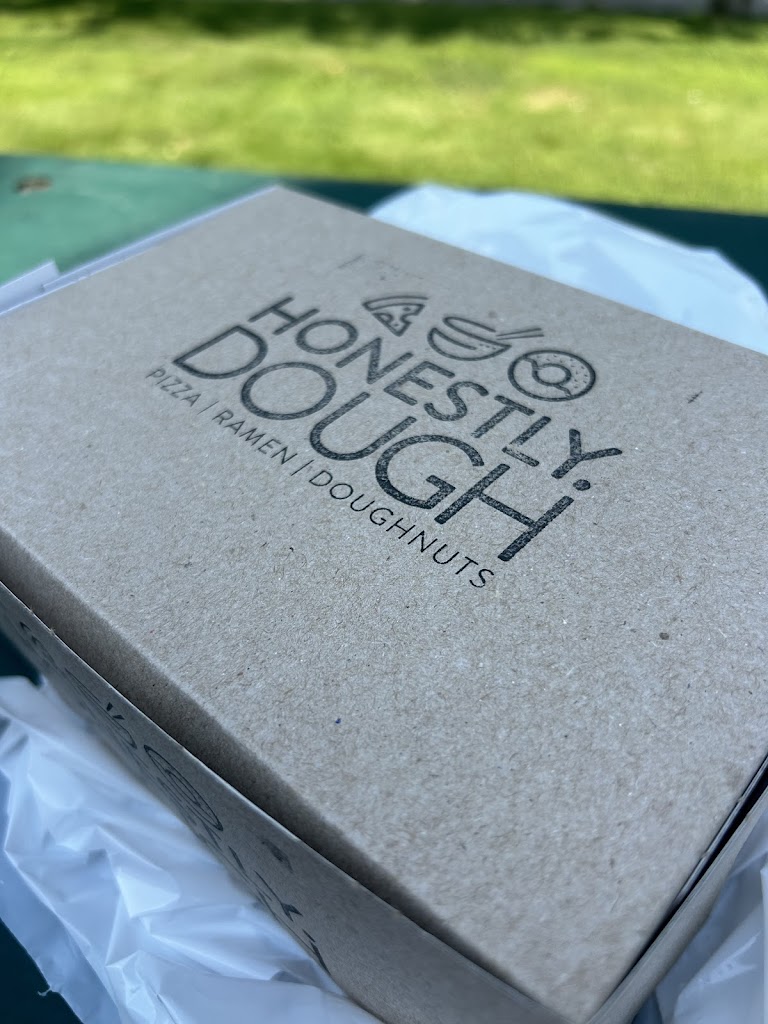 HONESTLY.
DOUGH
PIZZA | RAMEN | DOUGHNUTS